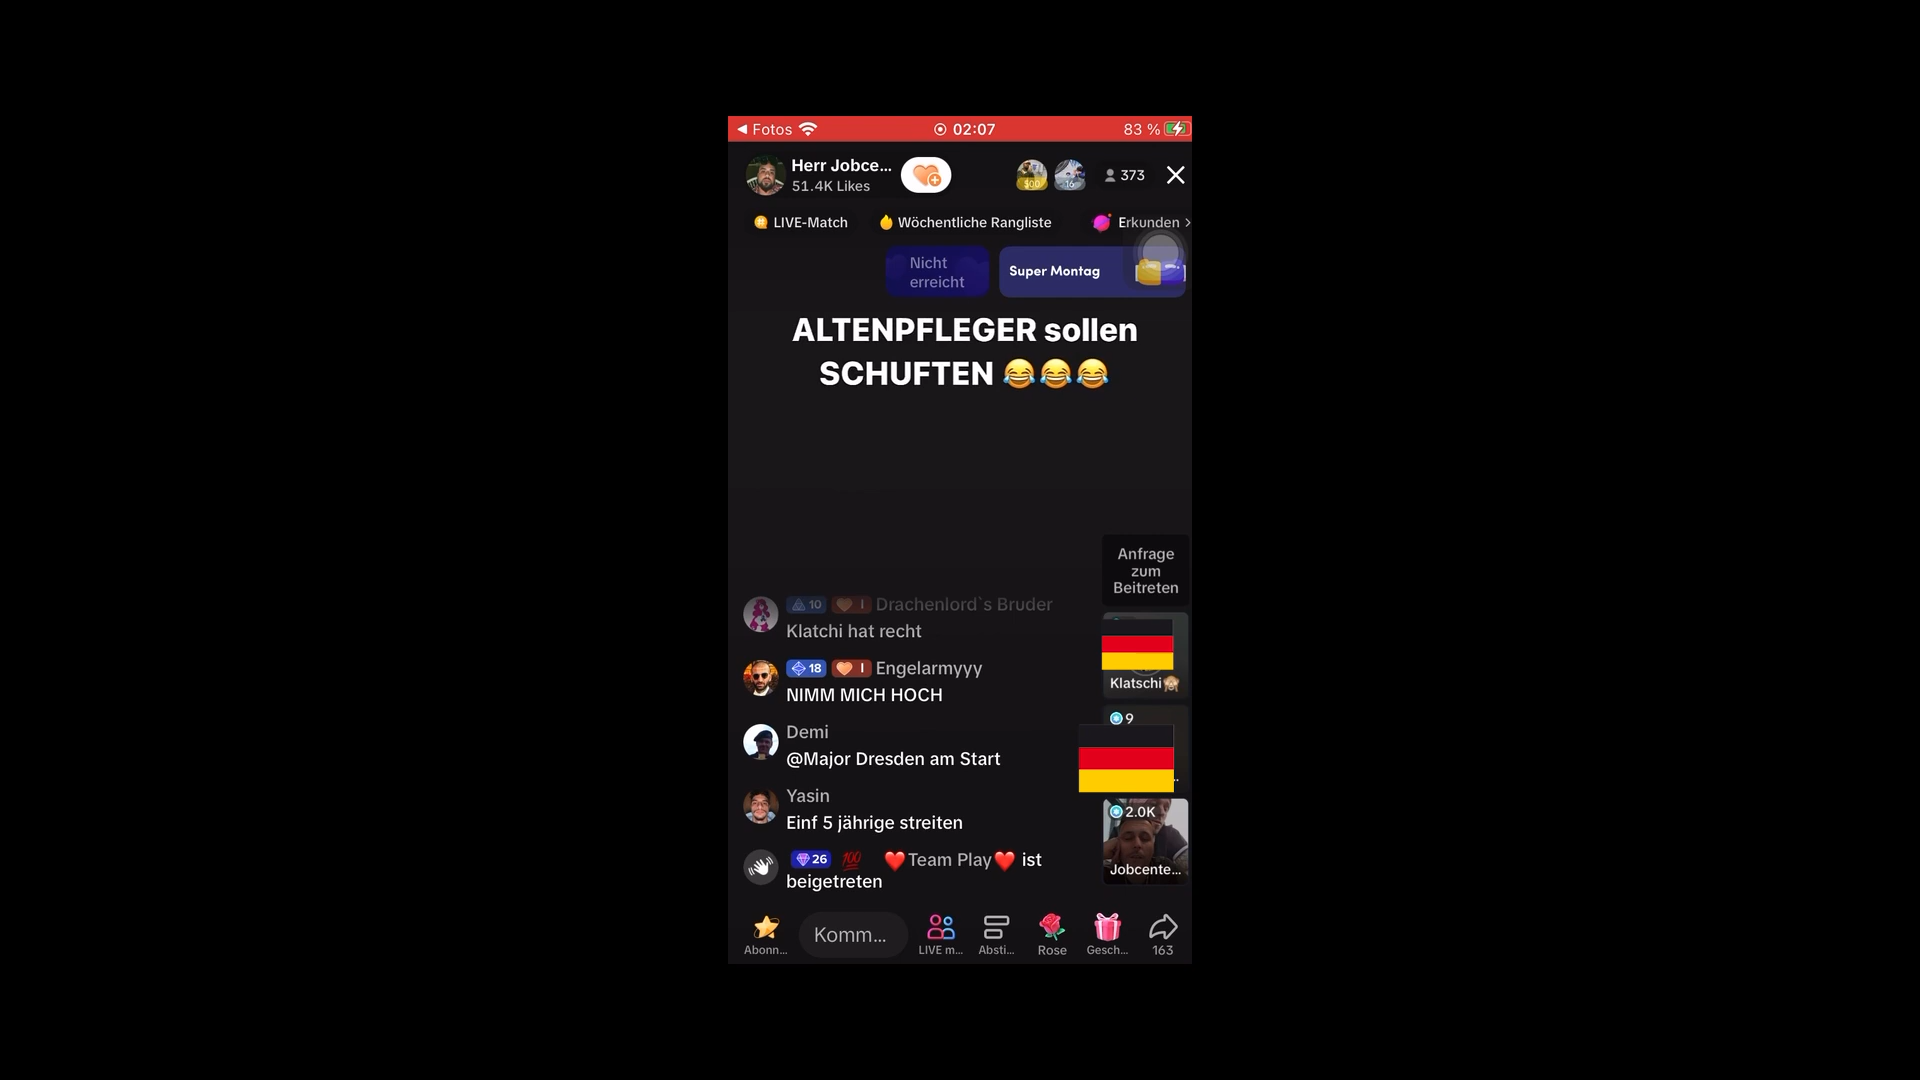 Fotos 02:07 83 %
Herr Jobce...
51.4K Likes
500 16 373
LIVE-Match Wöchentliche Rangliste Erkunden
Nicht
erreicht
Super Montag
ALTENPFLEGER sollen
SCHUFTEN 😂😂😂
Anfrage
zum
Beitreten
10 I Drachenlord`s Bruder
Klatchi hat recht
Klatschi🙈
18 I Engelarmyyy
NIMM MICH HOCH
9
Demi
@Major Dresden am Start
Yasin
Einf 5 jährige streiten
2.0K
Jobcente...
26 💯 ❤️Team Play❤️ ist
beigetreten
Komm...
Abonn... LIVE m... Absti... Rose Gesch... 163